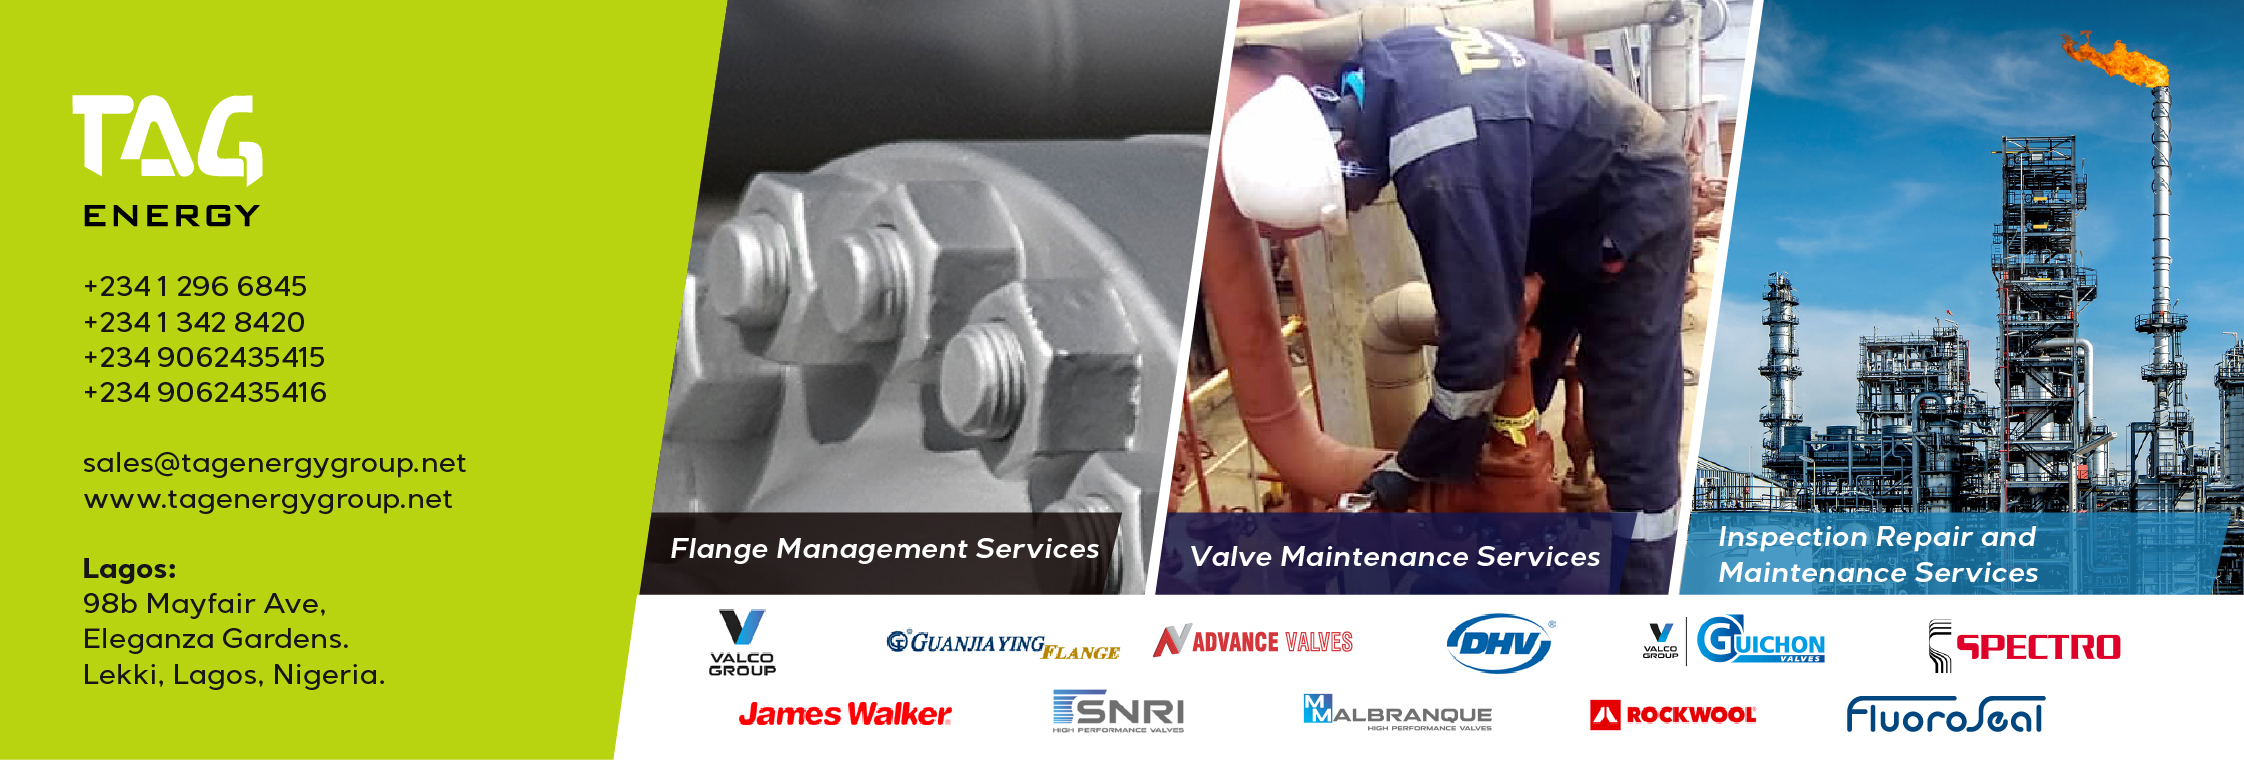 TAG
ENERGY
+234 1 296 6845
+234 1 342 8420
+234 9062435415
+234 9062435416
sales@tagenergygroup.net
www.tagenergygroup.net
Lagos:
98b Mayfair Ave,
Eleganza Gardens.
Lekki, Lagos, Nigeria.
TAG
Flange Management Services
Valve Maintenance Services
Inspection Repair and
Maintenance Services
VALCO
GROUP
GUANJIAYING
FLANGE
ADVANCE VALVES
DHV®
VALCO
GROUP
GUICHON
VALVES
SPECTRO
James Walker
SNRI
HIGH PERFORMANCE VALVES
MALBRANQUE
HIGH PERFORMANCE VALVES
ROCKWOOL
FluoroSeal